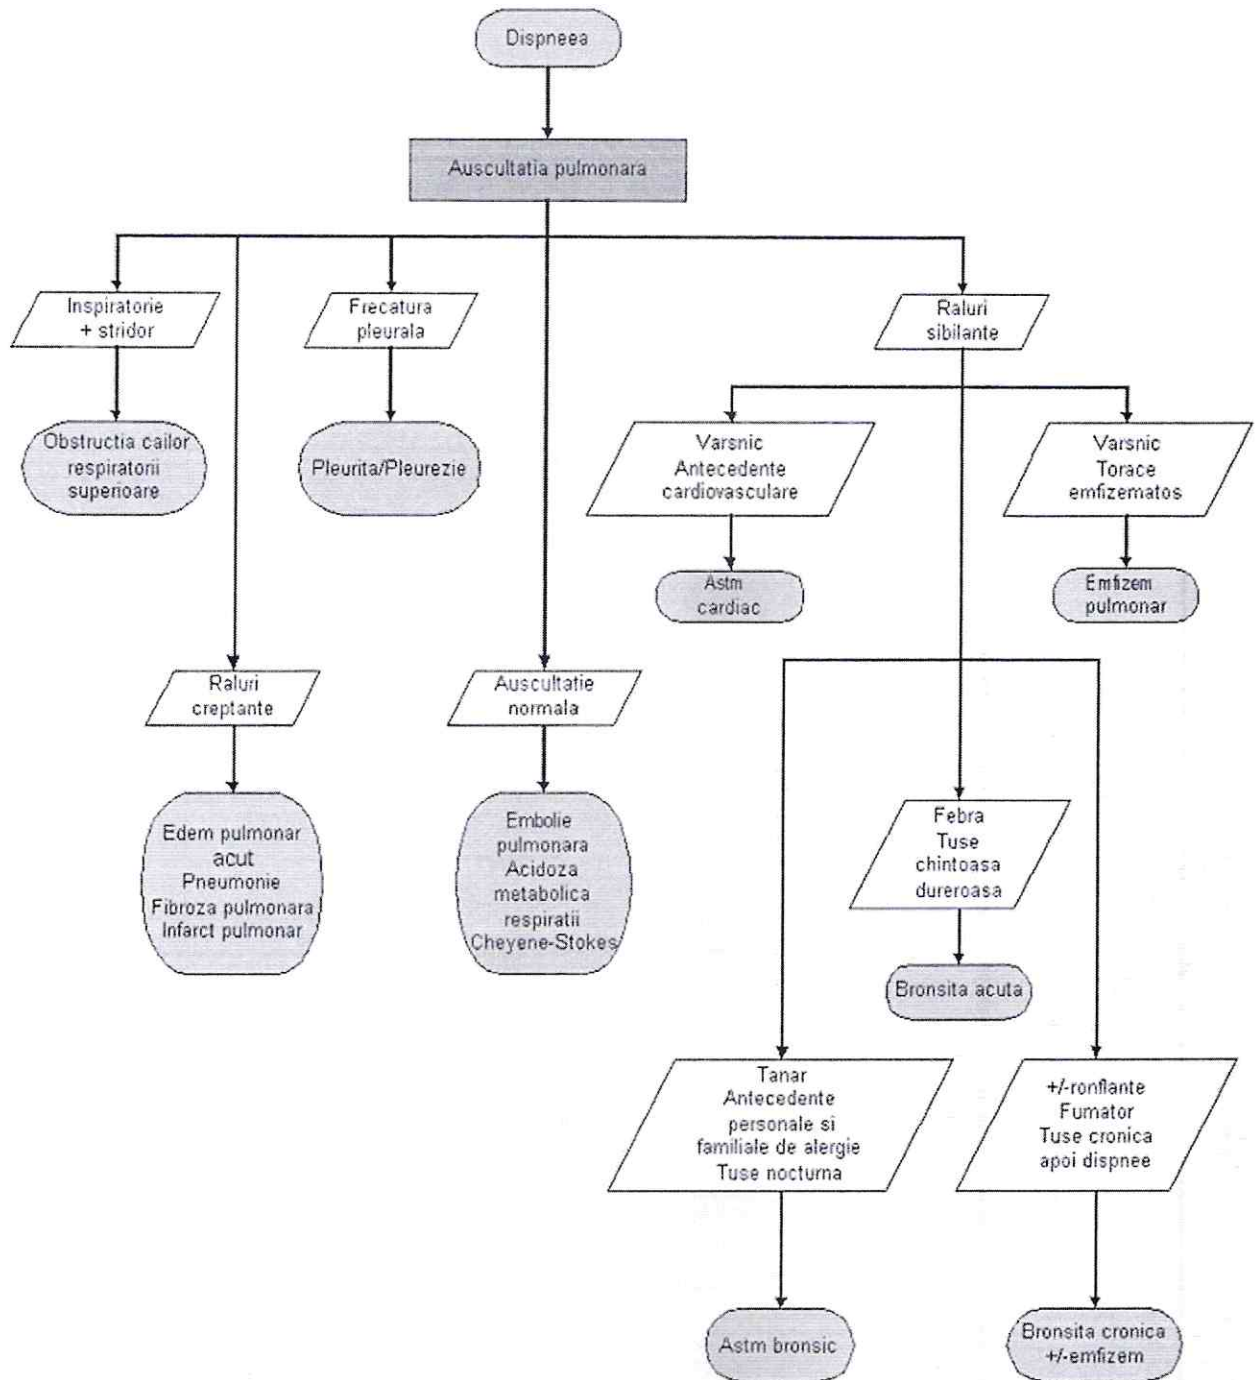 Dispneea
Auscultatia pulmonara
Inspiratorie
+ stridor
Frecatura
pleurala
Raluri
sibilante
Obstructia cailor
respiratorii
superioare
Pleurita/Pleurezie
Varsnic
Antecedente
cardiovasculare
Varsnic
Torace
emfizematos
Astm
cardiac
Emfizem
pulmonar
Raluri
creptante
Auscultatie
normala
Edem pulmonar
acut
Pneumonie
Fibroza pulmonara
Infarct pulmonar
Embolie
pulmonara
Acidoza
metabolica
respiratii
Cheyene-Stokes
Febra
Tuse
chintoasa
dureroasa
Bronsita acuta
Tanar
Antecedente
personale si
familiale de alergie
Tuse nocturna
+/-ronflante
Fumator
Tuse cronica
apoi dispnee
Astm bronsic
Bronsita cronica
+/-emfizem